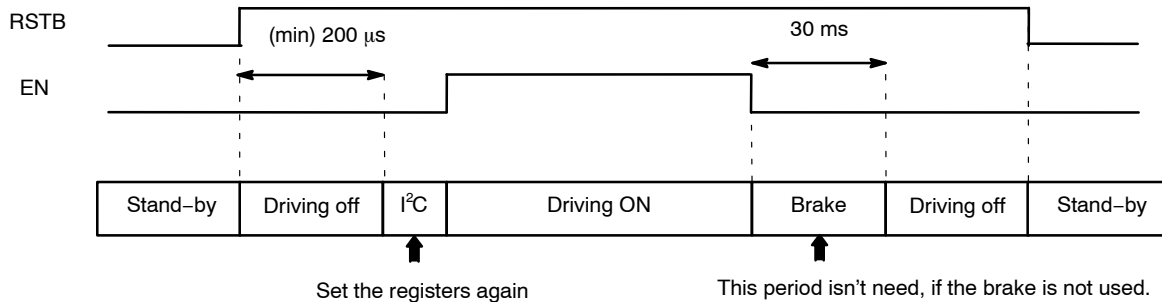 RSTB
(min) 200 μs
30 ms
EN
Stand−by
Driving off
I²C
Driving ON
Brake
Driving off
Stand−by
Set the registers again
This period isn't need, if the brake is not used.